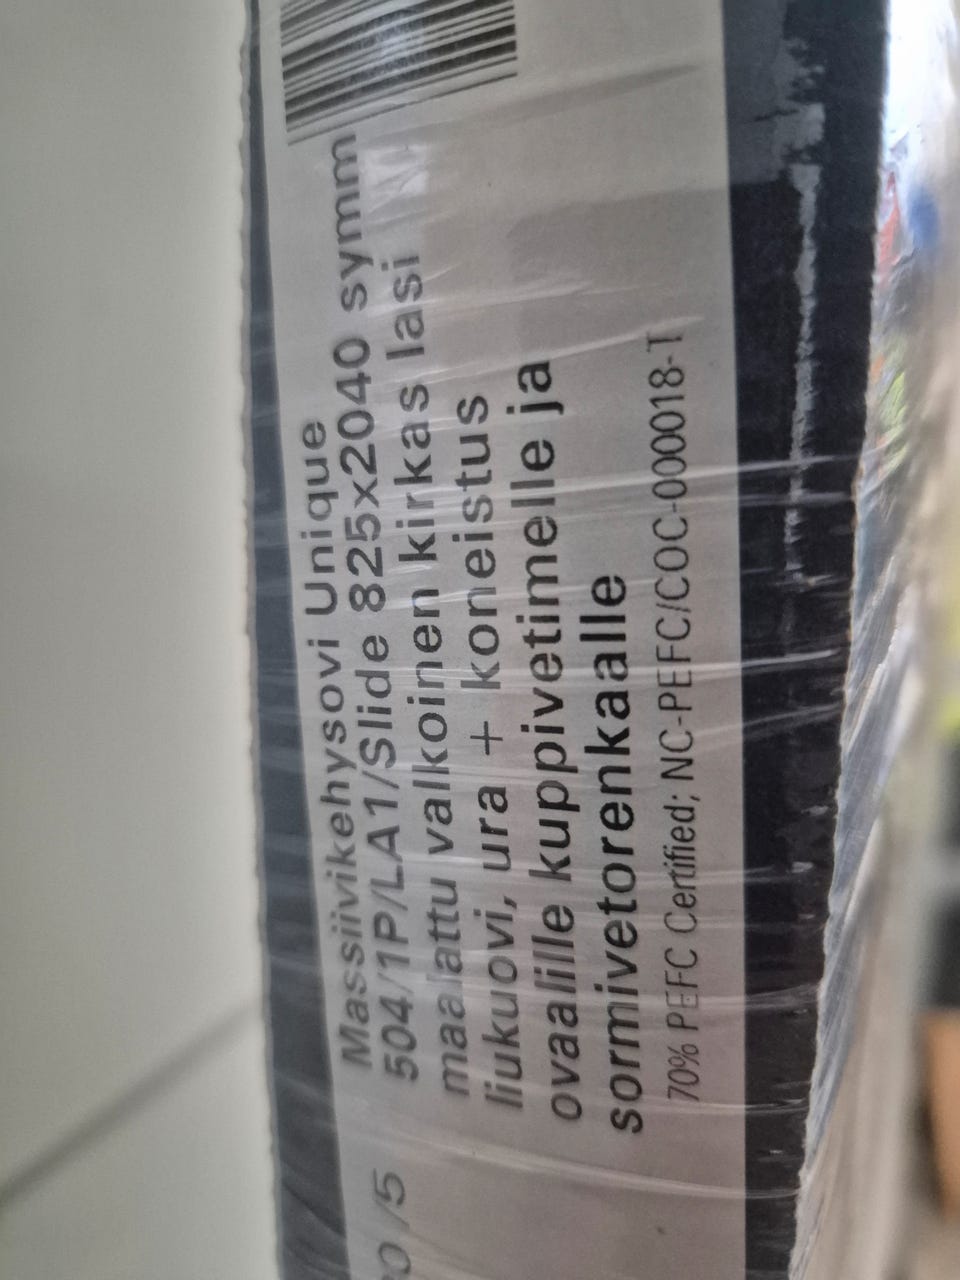 Massiivikehysovi Unique
504/1P/LA1/Slide 825x2040 symm
maalattu valkoinen kirkas lasi
liukuovi, ura + koneistus
ovaalille kuppivetimelle ja
sormivetorenkaalle
70% PEFC Certified; NC-PEFC/COC-000018-T
/5